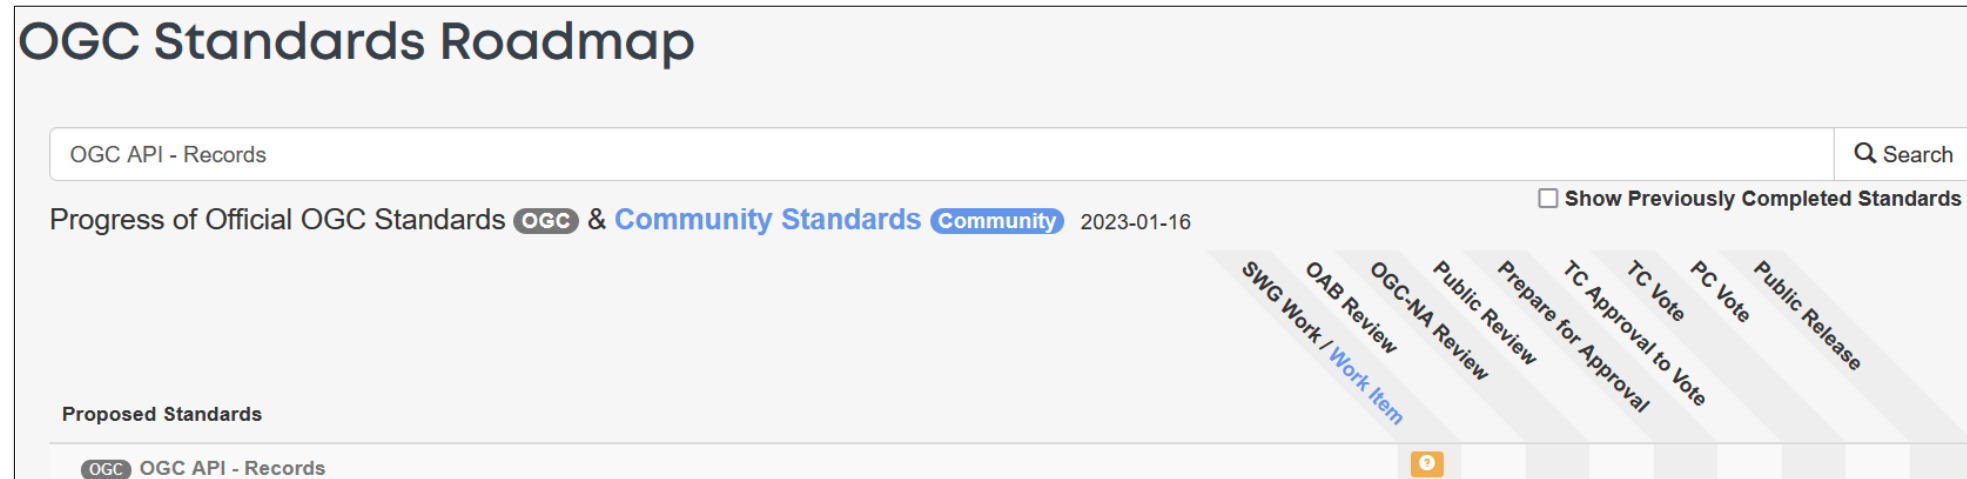 OGC Standards Roadmap
OGC API - Records
Search
Show Previously Completed Standards
Progress of Official OGC Standards OGC & Community Standards Community 2023-01-16
SWG Work / Work Item
OAB Review
OGC-NA Review
Public Review
Prepare for Approval
TC Approval to Vote
TC Vote
PC Vote
Public Release
Proposed Standards
OGC OGC API - Records
?